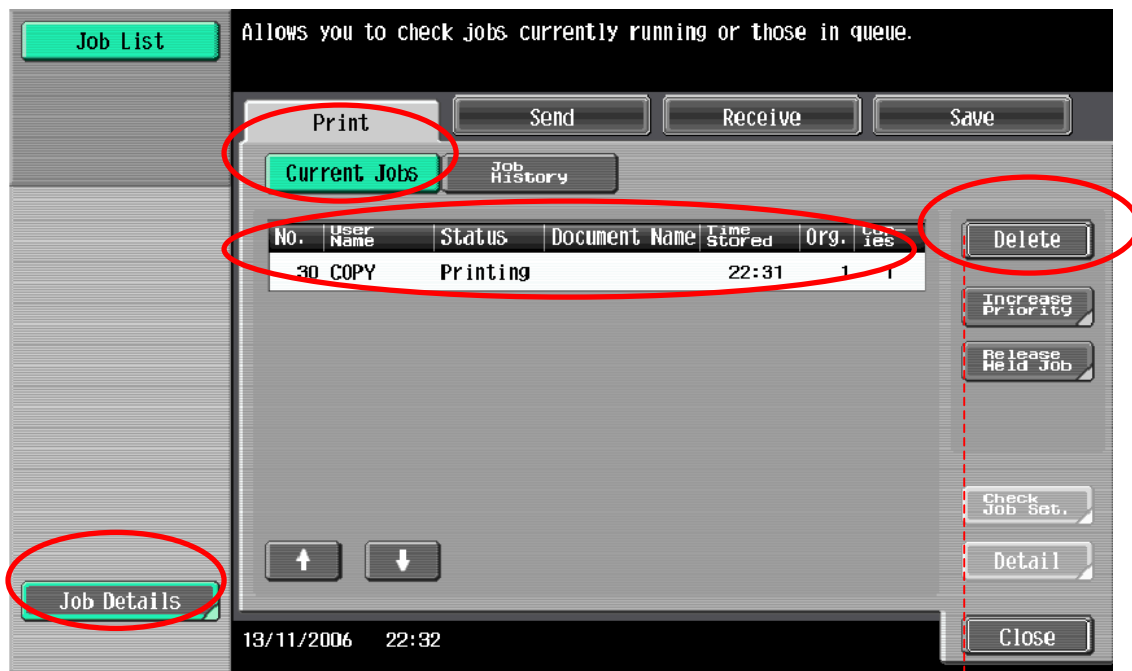 Job List
Allows you to check jobs currently running or those in queue.
Print Send Receive Save
Current Jobs Job History
No. User Name Status Document Name Time Stored Org. Cop-ies
30 COPY Printing 22:31 1 1
Delete
Increase Priority
Release Held Job
Check Job Set.
Detail
Job Details
13/11/2006 22:32
Close